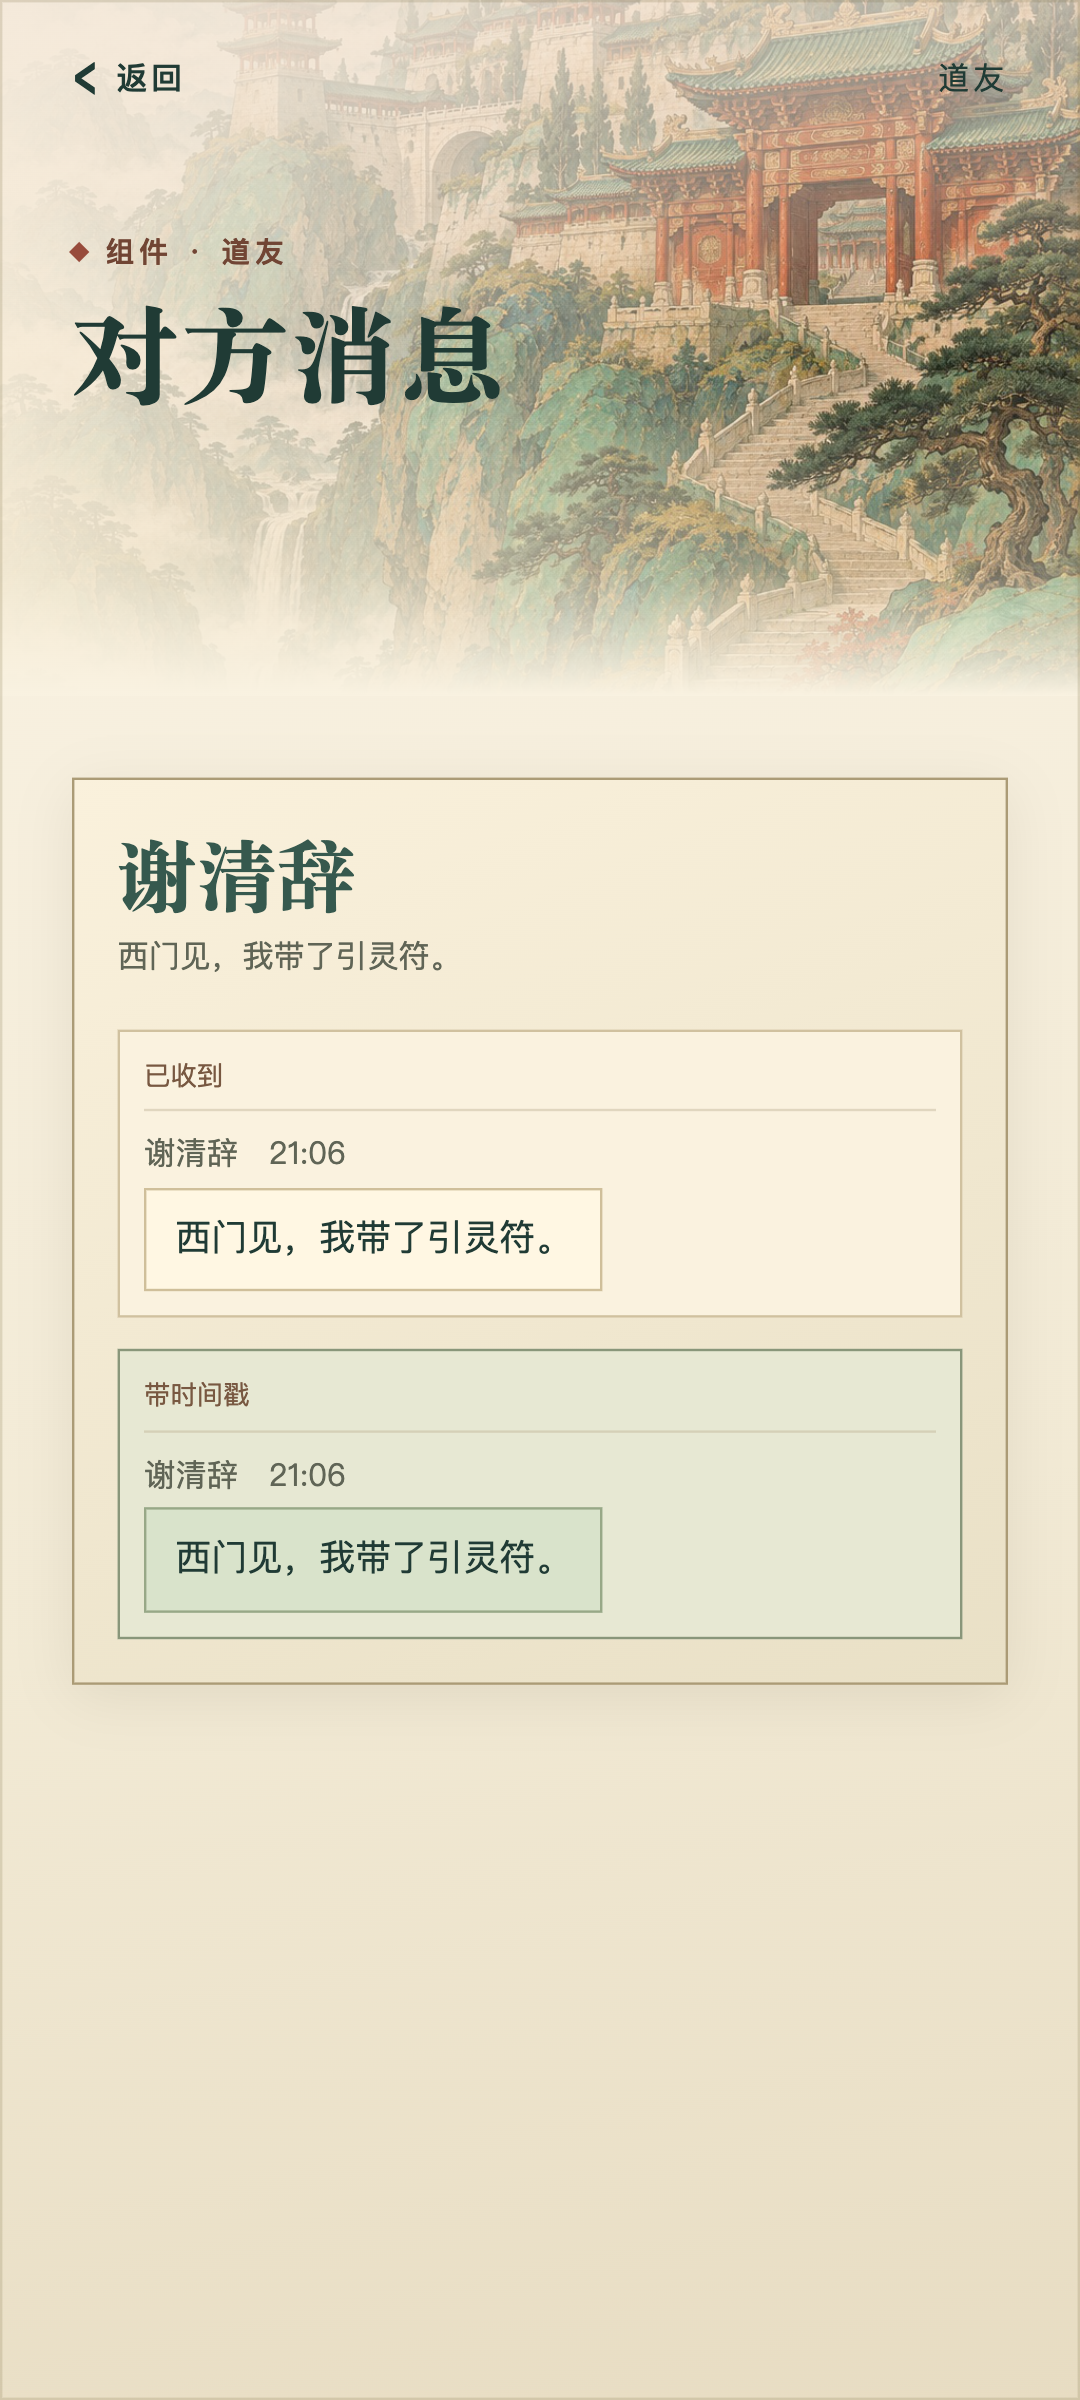 返回
道友
组件 · 道友
对方消息
谢清辞
西门见，我带了引灵符。
已收到
谢清辞 21:06
西门见，我带了引灵符。
带时间戳
谢清辞 21:06
西门见，我带了引灵符。